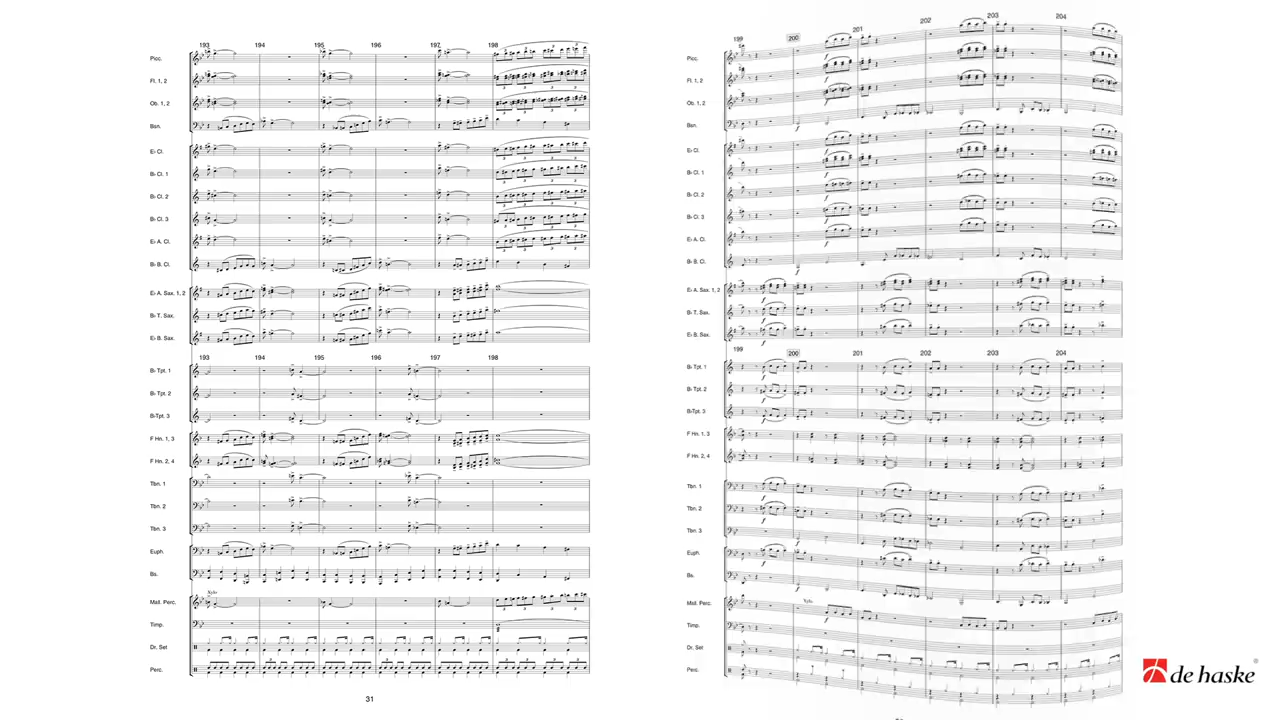 193 194 195 196 197 198
Picc.
Fl. 1, 2
Ob. 1, 2
Bsn.
E♭ Cl.
B♭ Cl. 1
B♭ Cl. 2
B♭ Cl. 3
E♭ A. Cl.
B♭ B. Cl.
E♭ A. Sax. 1, 2
B♭ T. Sax.
E♭ B. Sax.
193 194 195 196 197 198
B♭ Tpt. 1
B♭ Tpt. 2
B♭ Tpt. 3
F Hn. 1, 3
F Hn. 2, 4
Tbn. 1
Tbn. 2
Tbn. 3
Euph.
Bs.
Xylo.
Mall. Perc.
Timp.
Dr. Set
Perc.
31
199 200 201 202 203 204
Picc.
Fl. 1, 2
Ob. 1, 2
Bsn.
E♭ Cl.
B♭ Cl. 1
B♭ Cl. 2
B♭ Cl. 3
E♭ A. Cl.
B♭ B. Cl.
E♭ A. Sax. 1, 2
B♭ T. Sax.
E♭ B. Sax.
199 200 201 202 203 204
B♭ Tpt. 1
B♭ Tpt. 2
B♭ Tpt. 3
F Hn. 1, 3
F Hn. 2, 4
Tbn. 1
Tbn. 2
Tbn. 3
Euph.
Bs.
Xylo.
Mall. Perc.
Timp.
Dr. Set
Perc.
de haske®